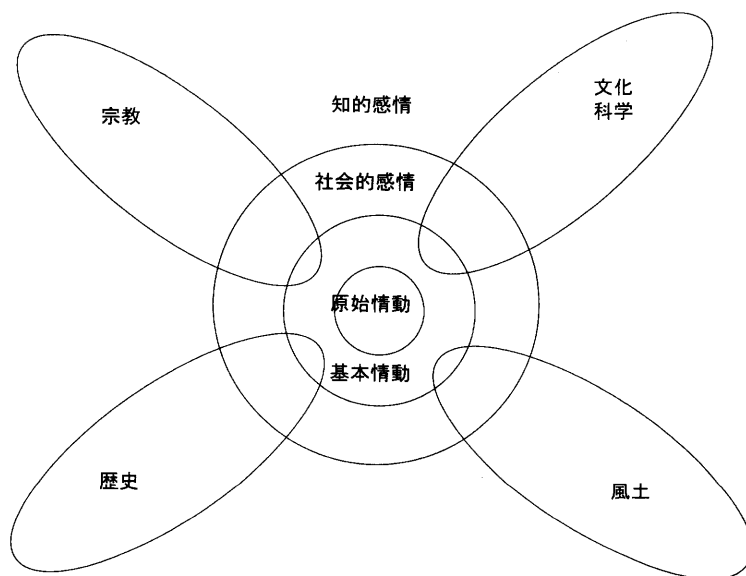 知的感情
文化
科学
宗教
社会的感情
原始情動
基本情動
歴史
風土